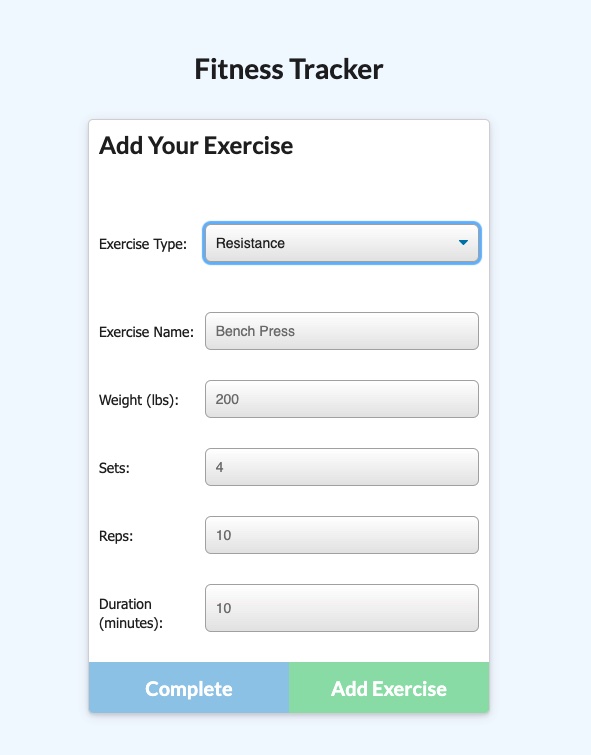 Fitness Tracker
Add Your Exercise
Exercise Type: Resistance
Exercise Name: Bench Press
Weight (lbs): 200
Sets: 4
Reps: 10
Duration
(minutes): 10
Complete Add Exercise